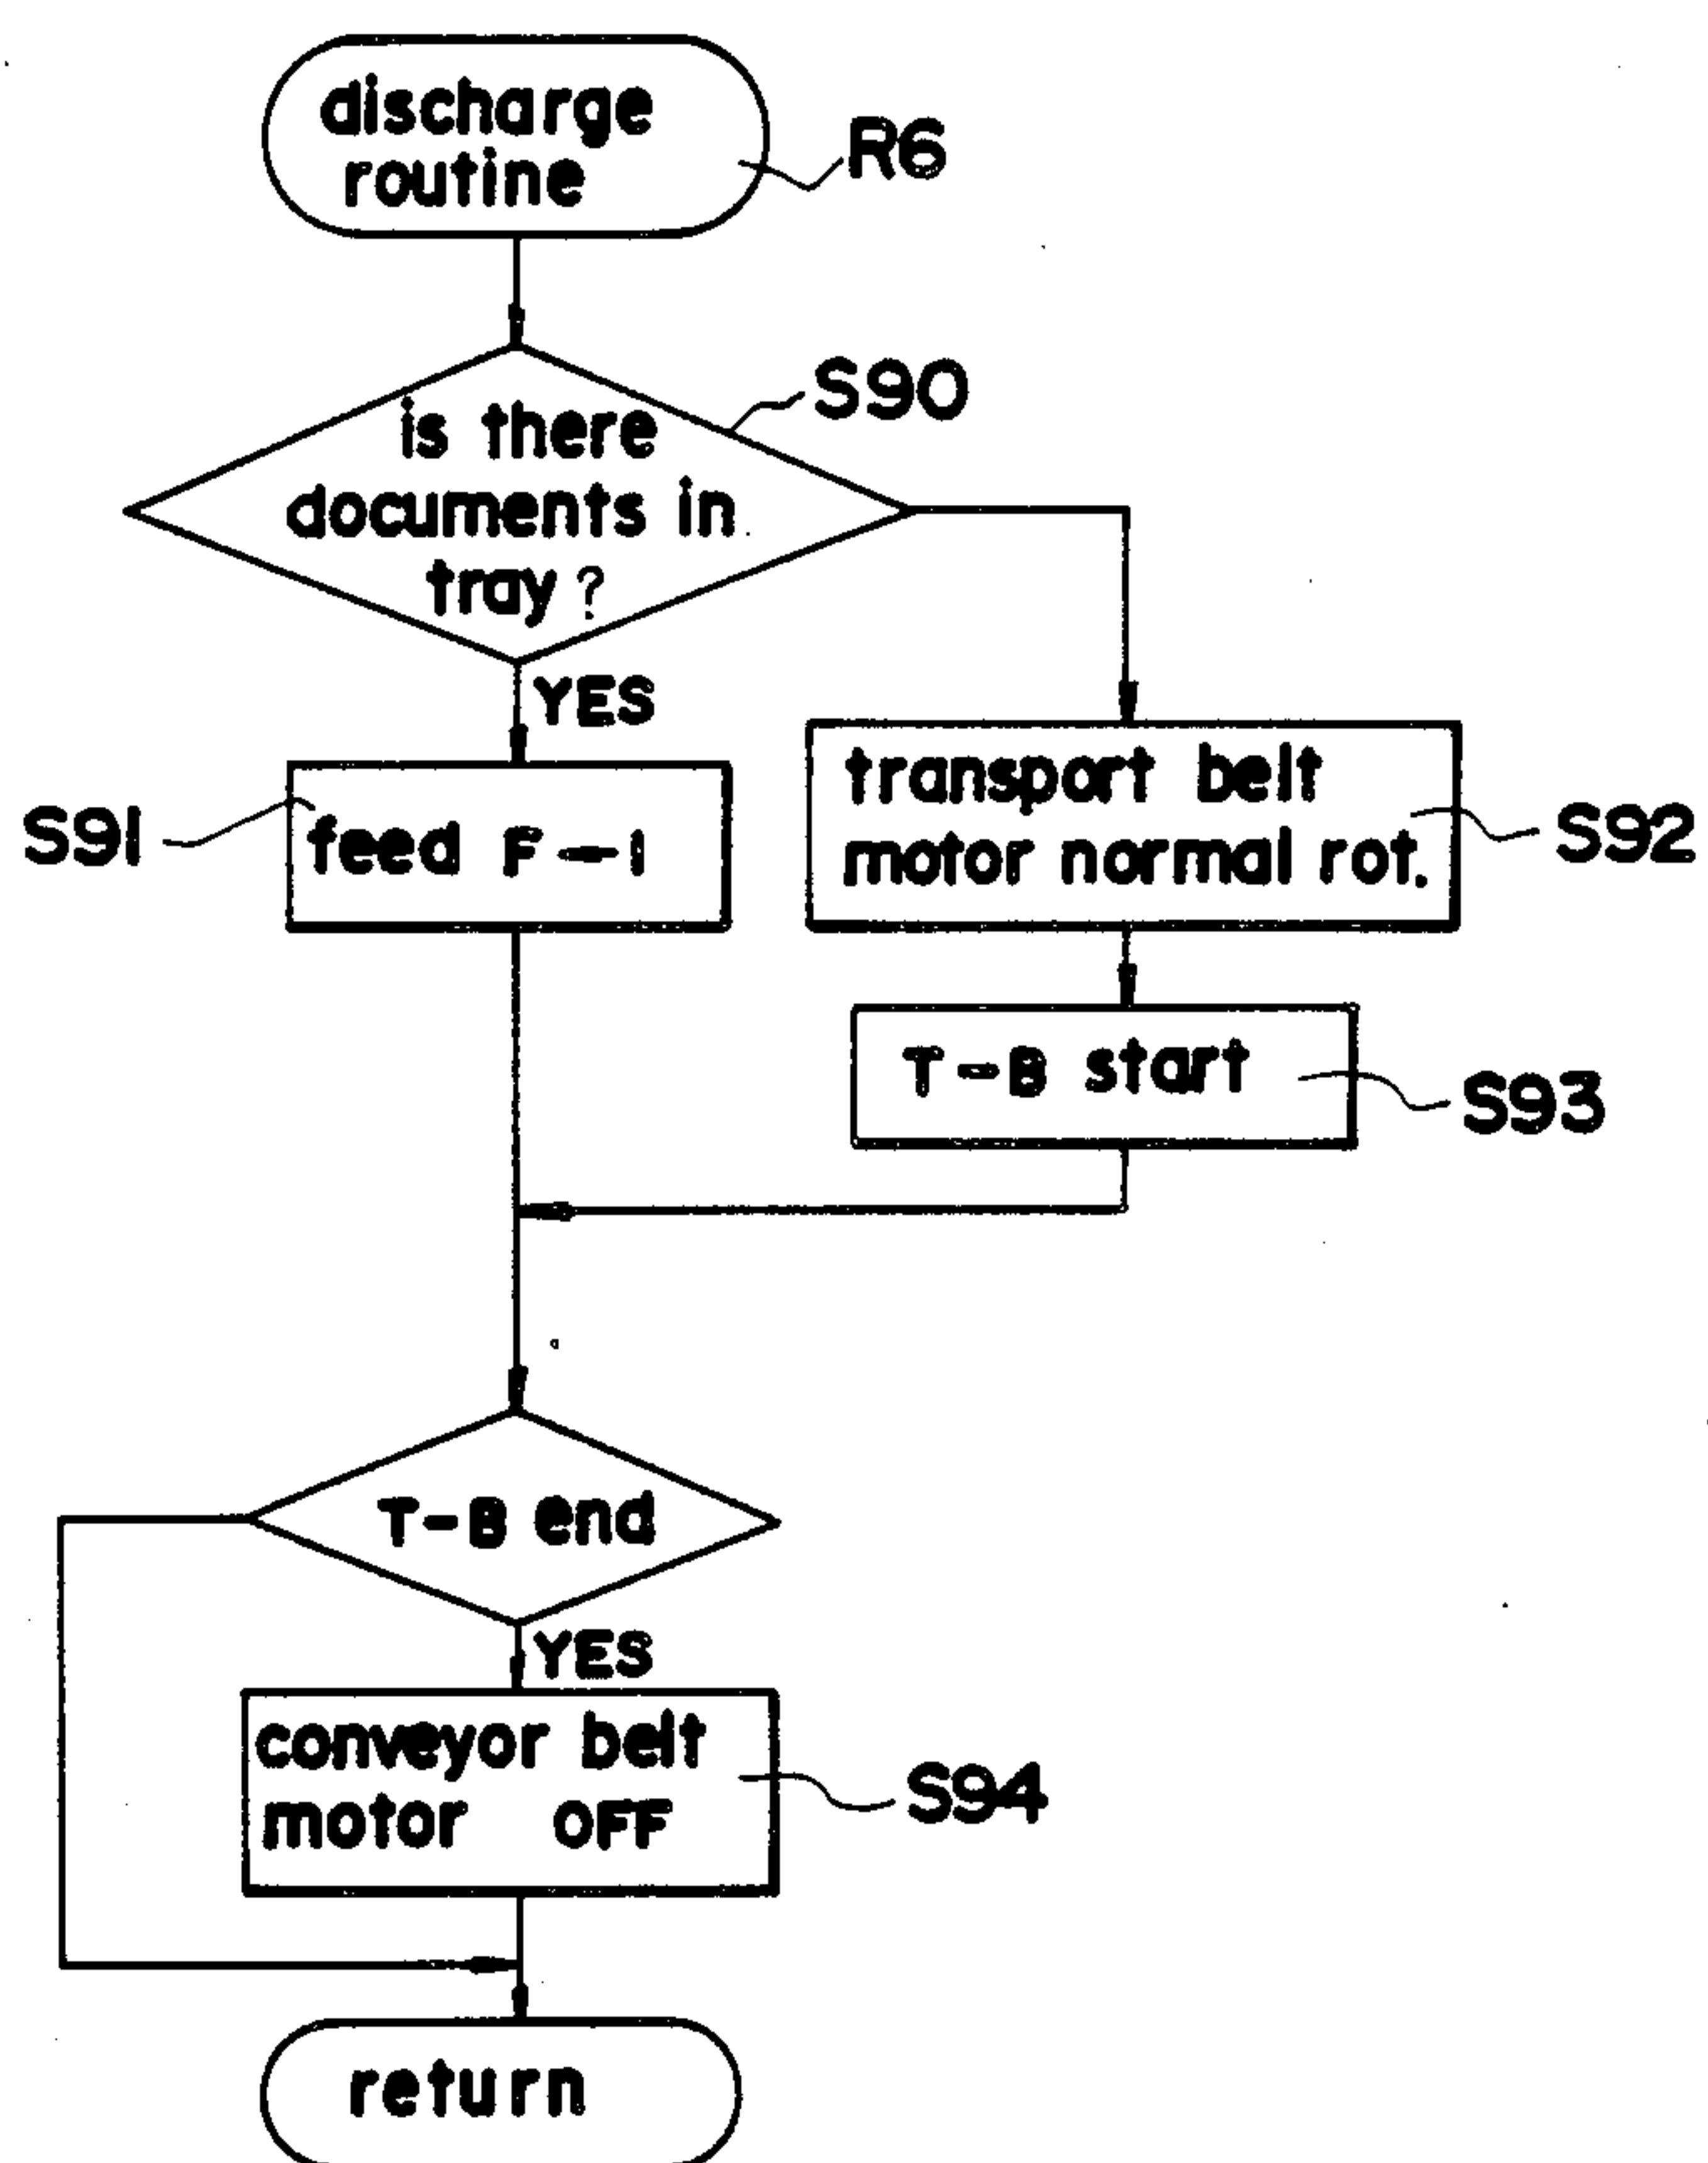 discharge
routine
R6
S90
is there
documents in
tray?
YES
S91
feed F-1
transport belt
motor normal rot.
S92
T-B start
S93
T-B end
YES
conveyor belt
motor OFF
S94
return